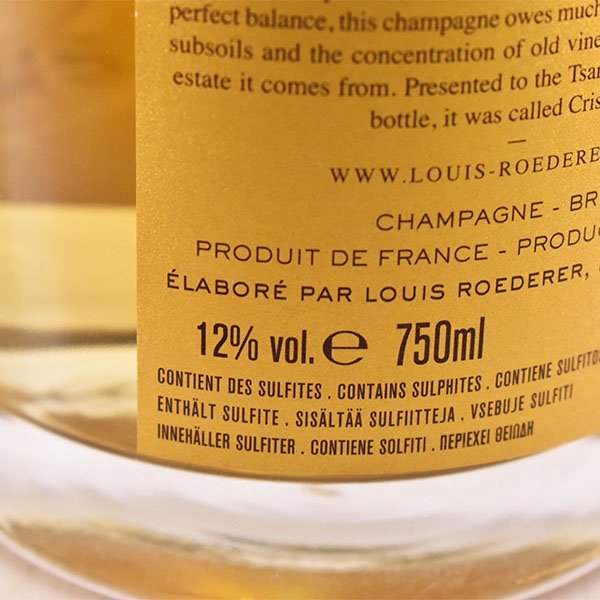 perfect balance, this champagne owes much
subsoils and the concentration of old vine
estate it comes from. Presented to the Tsar
bottle, it was called Cris
—
WWW.LOUIS-ROEDERE
CHAMPAGNE - BR
PRODUIT DE FRANCE - PRODUC
ÉLABORÉ PAR LOUIS ROEDERER,
12% vol. ℮ 750ml
CONTIENT DES SULFITES . CONTAINS SULPHITES . CONTIENE SULFITOS
ENTHÄLT SULFITE . SISÄLTÄÄ SULFIITTEJA . VSEBUJE SULFITI
INNEHÅLLER SULFITER . CONTIENE SOLFITI . ΠΕΡΙΕΧΕΙ ΘΕΙΩΔΗ